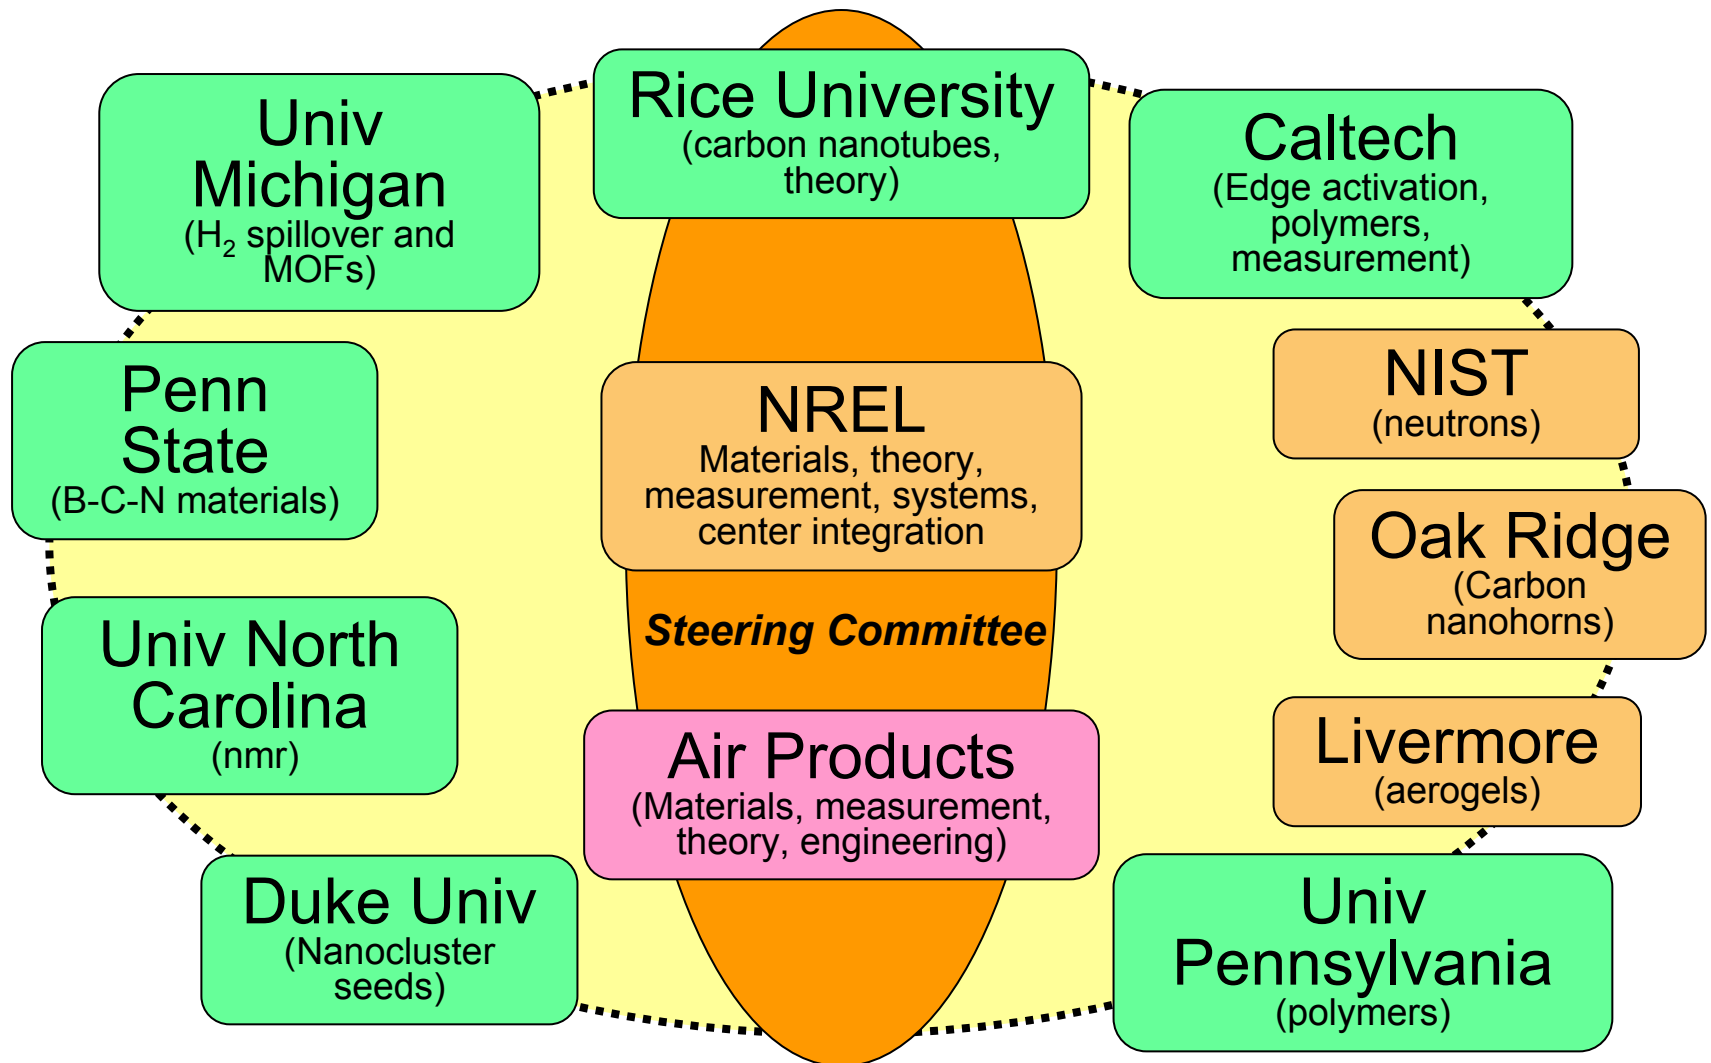 Univ
Michigan
(H₂ spillover and
MOFs)
Rice University
(carbon nanotubes,
theory)
Caltech
(Edge activation,
polymers,
measurement)
Penn
State
(B-C-N materials)
NREL
Materials, theory,
measurement, systems,
center integration
NIST
(neutrons)
Oak Ridge
(Carbon
nanohorns)
Univ North
Carolina
(nmr)
Steering Committee
Air Products
(Materials, measurement,
theory, engineering)
Livermore
(aerogels)
Duke Univ
(Nanocluster
seeds)
Univ
Pennsylvania
(polymers)